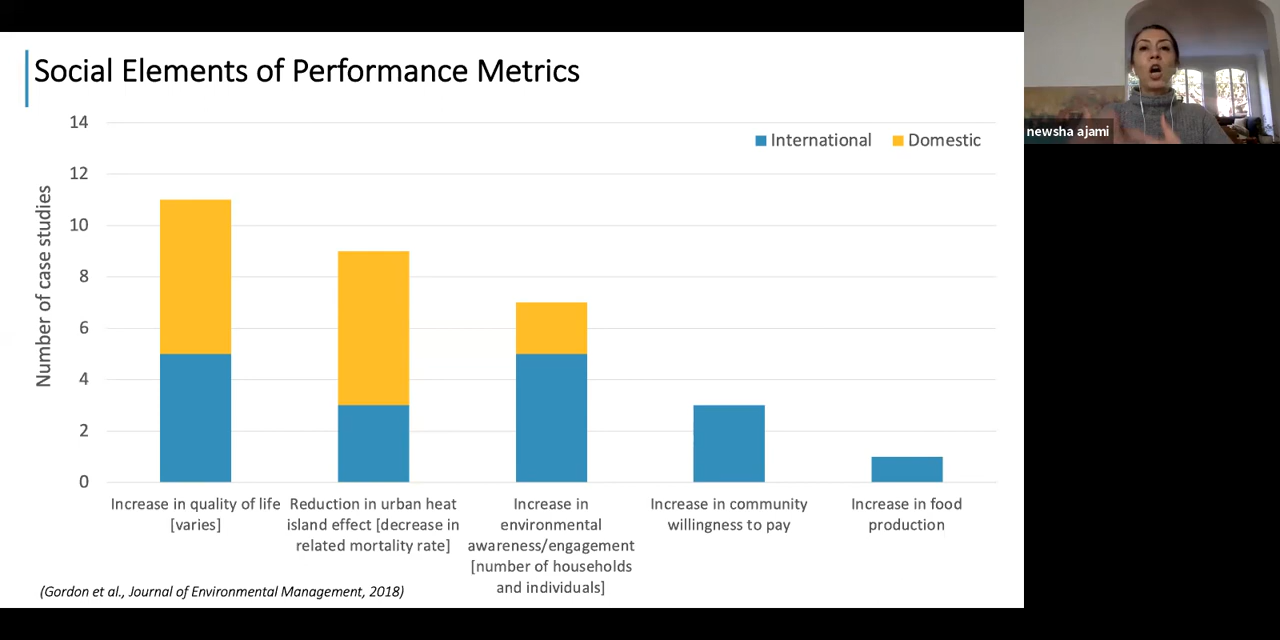 Social Elements of Performance Metrics
14
12
10
8
6
4
2
0
Number of case studies
International
Domestic
Increase in quality of life
[varies]
Reduction in urban heat
island effect [decrease in
related mortality rate]
Increase in
environmental
awareness/engagement
[number of households
and individuals]
Increase in community
willingness to pay
Increase in food
production
(Gordon et al., Journal of Environmental Management, 2018)
newsha ajami